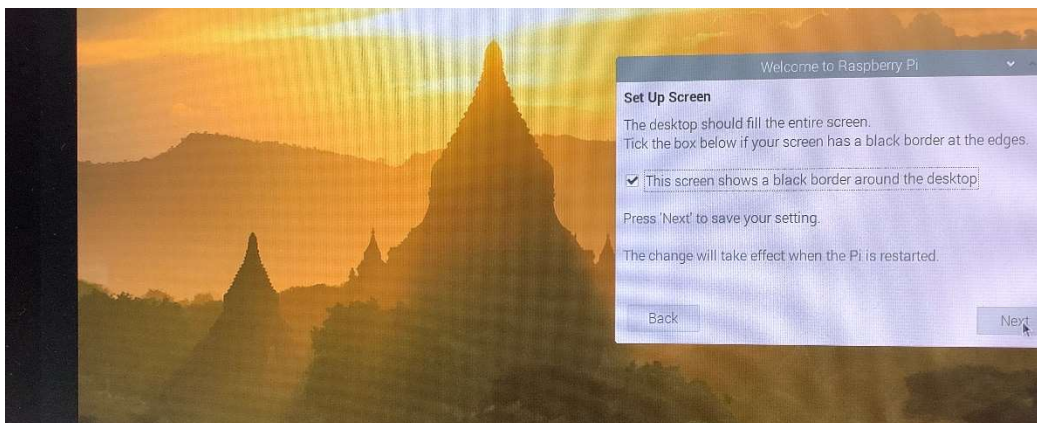 Welcome to Raspberry Pi
Set Up Screen
The desktop should fill the entire screen.
Tick the box below if your screen has a black border at the edges.
This screen shows a black border around the desktop
Press 'Next' to save your setting.
The change will take effect when the Pi is restarted.
Back
Next